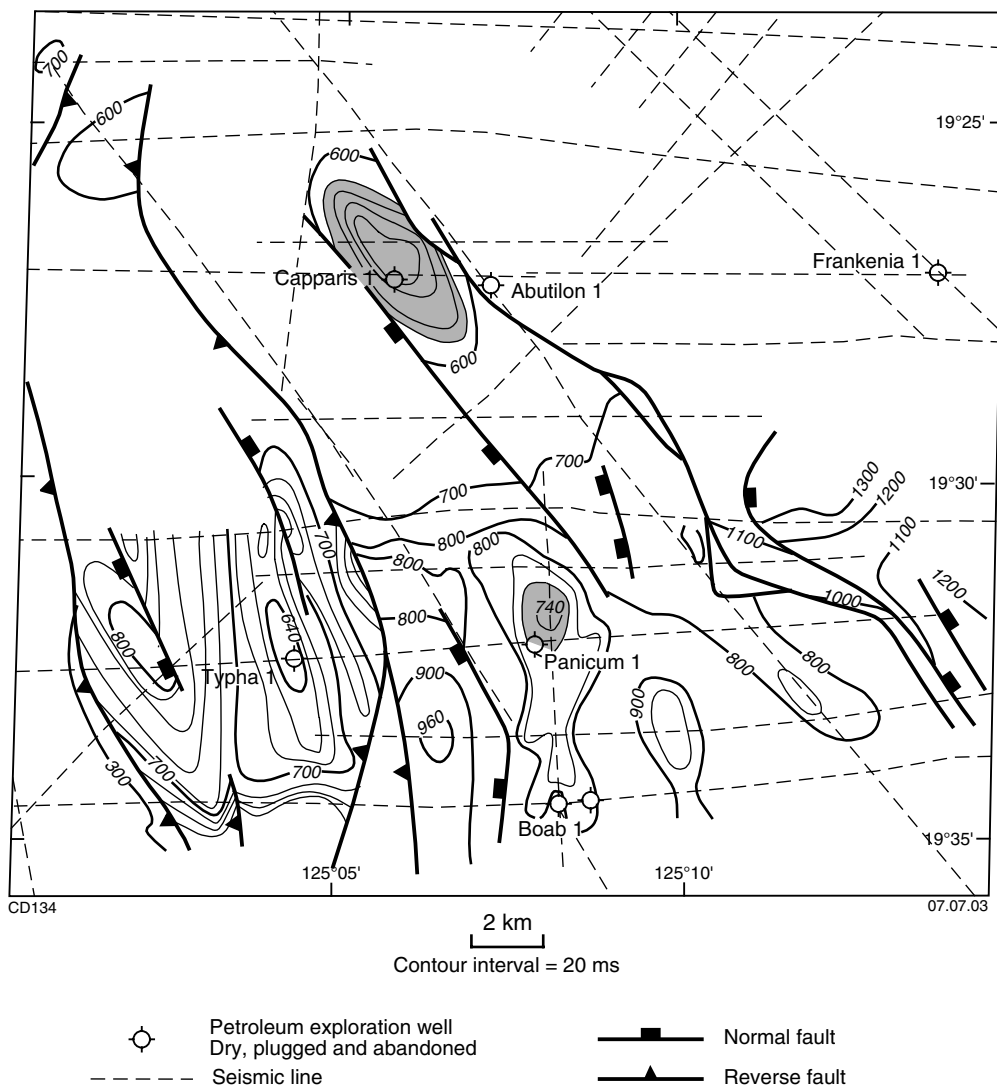 700
600
19°25'
600
Frankenia 1
Capparis 1
Abutilon 1
600
700
1300
1200
19°30'
700
700
1100
1100
800
800
800
1200
740
1000
640
800
800
Panicum 1
800
800
Typha 1
900
900
960
700
300
700
Boab 1
19°35'
125°05'
125°10'
CD134
07.07.03
2 km
Contour interval = 20 ms
Petroleum exploration well
Dry, plugged and abandoned
Normal fault
Seismic line
Reverse fault